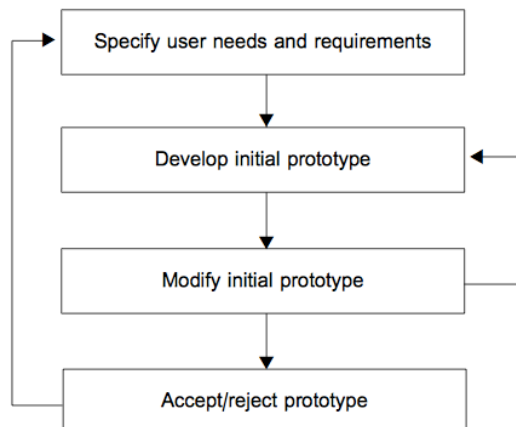 Specify user needs and requirements
Develop initial prototype
Modify initial prototype
Accept/reject prototype